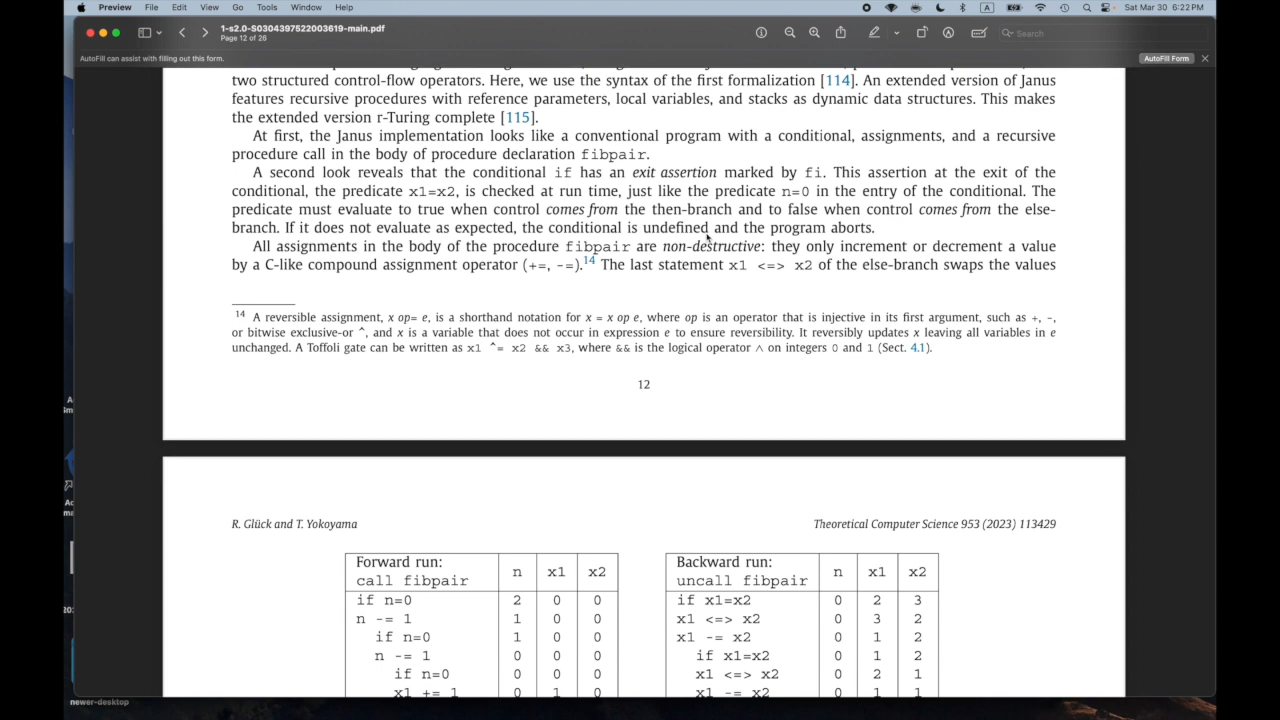 Preview File Edit View Go Tools Window Help
Sat Mar 30 6:22 PM
1-s2.0-S0304397522003619-main.pdf
Page 12 of 26
Search
AutoFill can assist with filling out this form.
AutoFill Form
two structured control-flow operators. Here, we use the syntax of the first formalization [114]. An extended version of Janus
features recursive procedures with reference parameters, local variables, and stacks as dynamic data structures. This makes
the extended version r-Turing complete [115].
At first, the Janus implementation looks like a conventional program with a conditional, assignments, and a recursive
procedure call in the body of procedure declaration fibpair.
A second look reveals that the conditional if has an exit assertion marked by fi. This assertion at the exit of the
conditional, the predicate x1=x2, is checked at run time, just like the predicate n=0 in the entry of the conditional. The
predicate must evaluate to true when control comes from the then-branch and to false when control comes from the else-
branch. If it does not evaluate as expected, the conditional is undefined and the program aborts.
All assignments in the body of the procedure fibpair are non-destructive: they only increment or decrement a value
by a C-like compound assignment operator (+=, -=).14 The last statement x1 <=> x2 of the else-branch swaps the values
14 A reversible assignment, x op= e, is a shorthand notation for x = x op e, where op is an operator that is injective in its first argument, such as +, -,
or bitwise exclusive-or ^, and x is a variable that does not occur in expression e to ensure reversibility. It reversibly updates x leaving all variables in e
unchanged. A Toffoli gate can be written as x1 ^= x2 && x3, where && is the logical operator ∧ on integers 0 and 1 (Sect. 4.1).
12
R. Glück and T. Yokoyama
Theoretical Computer Science 953 (2023) 113429
Forward run:
call fibpair n x1 x2
if n=0 2 0 0
n -= 1 1 0 0
if n=0 1 0 0
n -= 1 0 0 0
if n=0 0 0 0
x1 += 1 0 1 0
Backward run:
uncall fibpair n x1 x2
if x1=x2 0 2 3
x1 <=> x2 0 3 2
x1 -= x2 0 1 2
if x1=x2 0 1 2
x1 <=> x2 0 2 1
x1 -= x2 0 1 1
newer-desktop